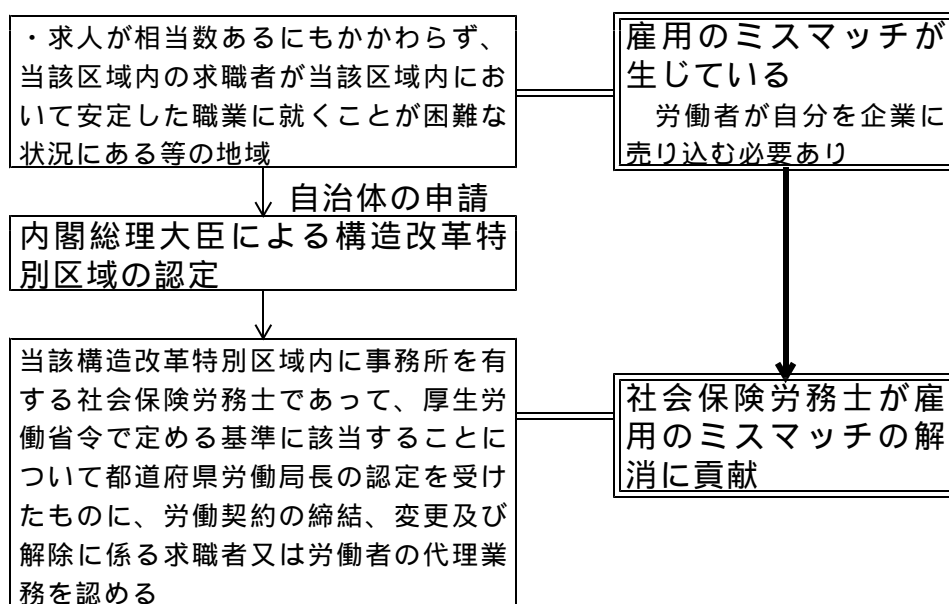 ・求人が相当数あるにもかかわらず、
当該区域内の求職者が当該区域内にお
いて安定した職業に就くことが困難な
状況にある等の地域
雇用のミスマッチが
生じている
労働者が自分を企業に
売り込む必要あり
自治体の申請
内閣総理大臣による構造改革特
別区域の認定
当該構造改革特別区域内に事務所を有
する社会保険労務士であって、厚生労
働省令で定める基準に該当することに
ついて都道府県労働局長の認定を受け
たものに、労働契約の締結、変更及び
解除に係る求職者又は労働者の代理業
務を認める
社会保険労務士が雇
用のミスマッチの解
消に貢献